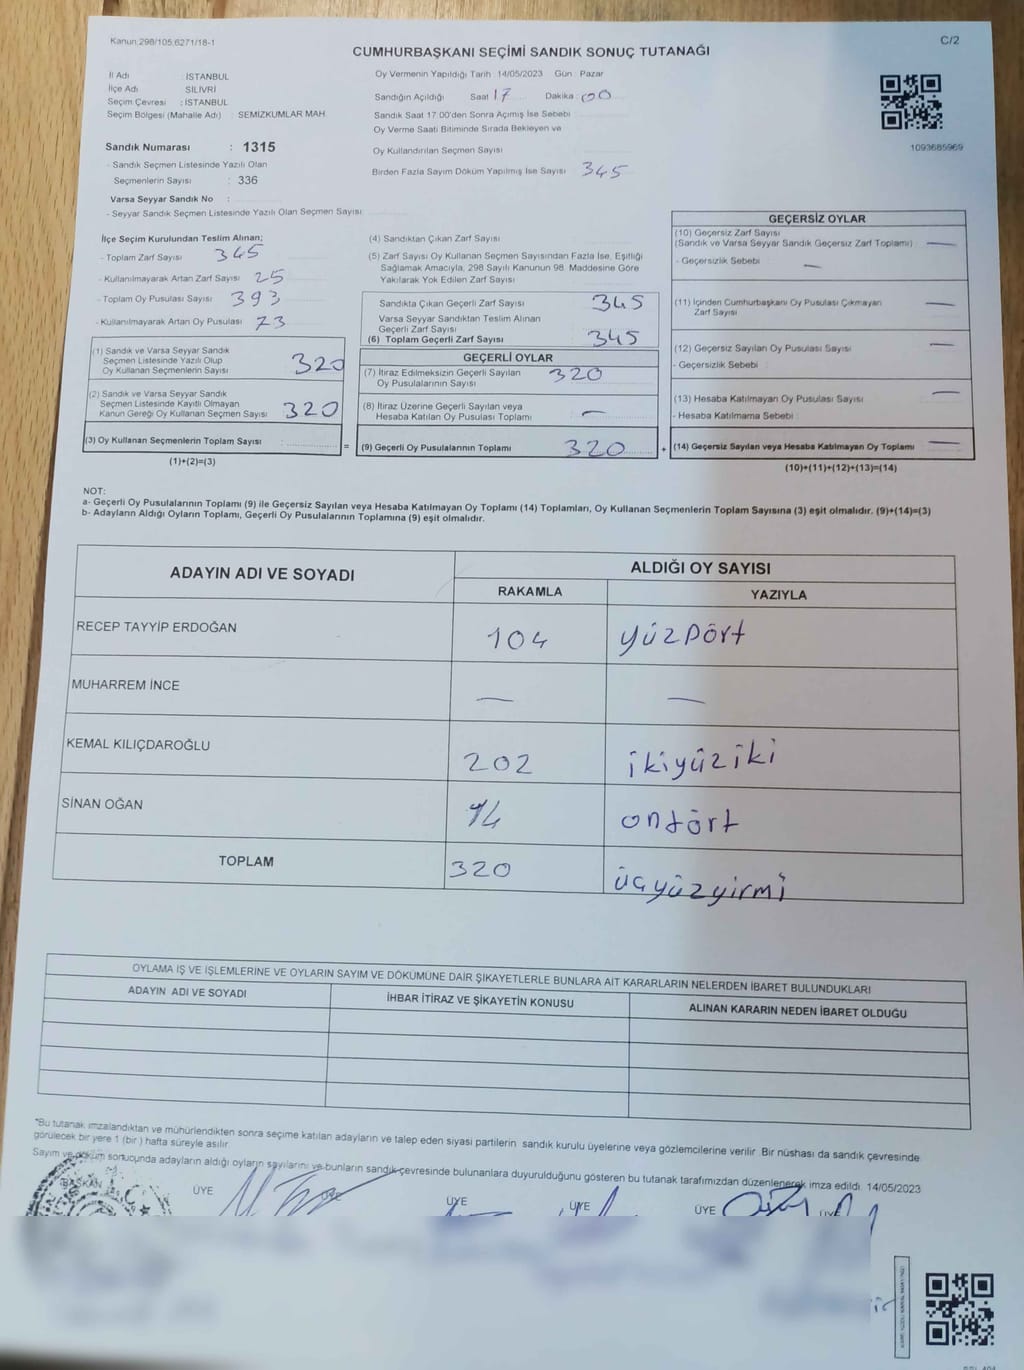 Kanun:298/105,6271/18-1
C/2
CUMHURBAŞKANI SEÇİMİ SANDIK SONUÇ TUTANAĞI
İl Adı : İSTANBUL
İlçe Adı SİLİVRİ
Seçim Çevresi : İSTANBUL
Seçim Bölgesi (Mahalle Adı) : SEMİZKUMLAR MAH
Sandık Numarası : 1315
- Sandık Seçmen Listesinde Yazılı Olan
Seçmenlerin Sayısı : 336
Varsa Seyyar Sandık No :
- Seyyar Sandık Seçmen Listesinde Yazılı Olan Seçmen Sayısı
Oy Vermenin Yapıldığı Tarih 14/05/2023 Gün : Pazar
Sandığın Açıldığı Saat 17 Dakika : 00
Sandık Saat 17:00'den Sonra Açımış İse Sebebi
Oy Verme Saati Bitiminde Sırada Bekleyen ve
Oy Kullandırılan Seçmen Sayısı
Birden Fazla Sayım Döküm Yapılmış İse Sayısı 345
1093685969
İlçe Seçim Kurulundan Teslim Alınan;
- Toplam Zarf Sayısı 345
- Kullanılmayarak Artan Zarf Sayısı 25
- Toplam Oy Pusulası Sayısı 393
- Kullanılmayarak Artan Oy Pusulası 73
(1) Sandık ve Varsa Seyyar Sandık
Seçmen Listesinde Yazılı Olup
Oy Kullanan Seçmenlerin Sayısı 320
(2) Sandık ve Varsa Seyyar Sandık
Seçmen Listesinde Kayıtlı Olmayan
Kanun Gereği Oy Kullanan Seçmen Sayısı 320
(3) Oy Kullanan Seçmenlerin Toplam Sayısı =
(1)+(2)=(3)
(4) Sandıktan Çıkan Zarf Sayısı
(5) Zarf Sayısı Oy Kullanan Seçmen Sayısından Fazla İse, Eşitliği
Sağlamak Amacıyla, 298 Sayılı Kanunun 98. Maddesine Göre
Yakılarak Yok Edilen Zarf Sayısı
Sandıkta Çıkan Geçerli Zarf Sayısı 345
Varsa Seyyar Sandıktan Teslim Alınan
Geçerli Zarf Sayısı
(6) Toplam Geçerli Zarf Sayısı 345
GEÇERLİ OYLAR
(7) İtiraz Edilmeksizin Geçerli Sayılan 320
Oy Pusulalarının Sayısı
(8) İtiraz Üzerine Geçerli Sayılan veya
Hesaba Katılan Oy Pusulası Toplamı —
(9) Geçerli Oy Pusulalarının Toplamı 320 +
GEÇERSİZ OYLAR
(10) Geçersiz Zarf Sayısı
(Sandık ve Varsa Seyyar Sandık Geçersiz Zarf Toplamı) —
- Geçersizlik Sebebi —
(11) İçinden Cumhurbaşkanı Oy Pusulası Çıkmayan —
Zarf Sayısı
(12) Geçersiz Sayılan Oy Pusulası Sayısı —
- Geçersizlik Sebebi
(13) Hesaba Katılmayan Oy Pusulası Sayısı —
- Hesaba Katılmama Sebebi
(14) Geçersiz Sayılan veya Hesaba Katılmayan Oy Toplamı —
(10)+(11)+(12)+(13)=(14)
NOT:
a- Geçerli Oy Pusulalarının Toplamı (9) ile Geçersiz Sayılan veya Hesaba Katılmayan Oy Toplamı (14) Toplamları, Oy Kullanan Seçmenlerin Toplam Sayısına (3) eşit olmalıdır. (9)+(14)=(3)
b- Adayların Aldığı Oyların Toplamı, Geçerli Oy Pusulalarının Toplamına (9) eşit olmalıdır.
ADAYIN ADI VE SOYADI
ALDIĞI OY SAYISI
RAKAMLA YAZIYLA
RECEP TAYYİP ERDOĞAN 104 yüzDört
MUHARREM İNCE — —
KEMAL KILIÇDAROĞLU 202 ikiyüziki
SİNAN OĞAN 14 ondört
TOPLAM 320 üçyüzyirmi
OYLAMA İŞ VE İŞLEMLERİNE VE OYLARIN SAYIM VE DÖKÜMÜNE DAİR ŞİKAYETLERLE BUNLARA AİT KARARLARIN NELERDEN İBARET BULUNDUKLARI
ADAYIN ADI VE SOYADI İHBAR İTİRAZ VE ŞİKAYETİN KONUSU ALINAN KARARIN NEDEN İBARET OLDUĞU
*Bu tutanak imzalandıktan ve mühürlendikten sonra seçime katılan adayların ve talep eden siyasi partilerin sandık kurulu üyelerine veya gözlemcilerine verilir. Bir nüshası da sandık çevresinde
görülecek bir yere 1 (bir) hafta süreyle asılır.
Sayım ve döküm sonucunda adayların aldığı oyların sayılarını ve bunların sandık çevresinde bulunanlara duyurulduğunu gösteren bu tutanak tarafımızdan düzenlenerek imza edildi. 14/05/2023
BAŞKAN ÜYE ÜYE ÜYE ÜYE ÜYE